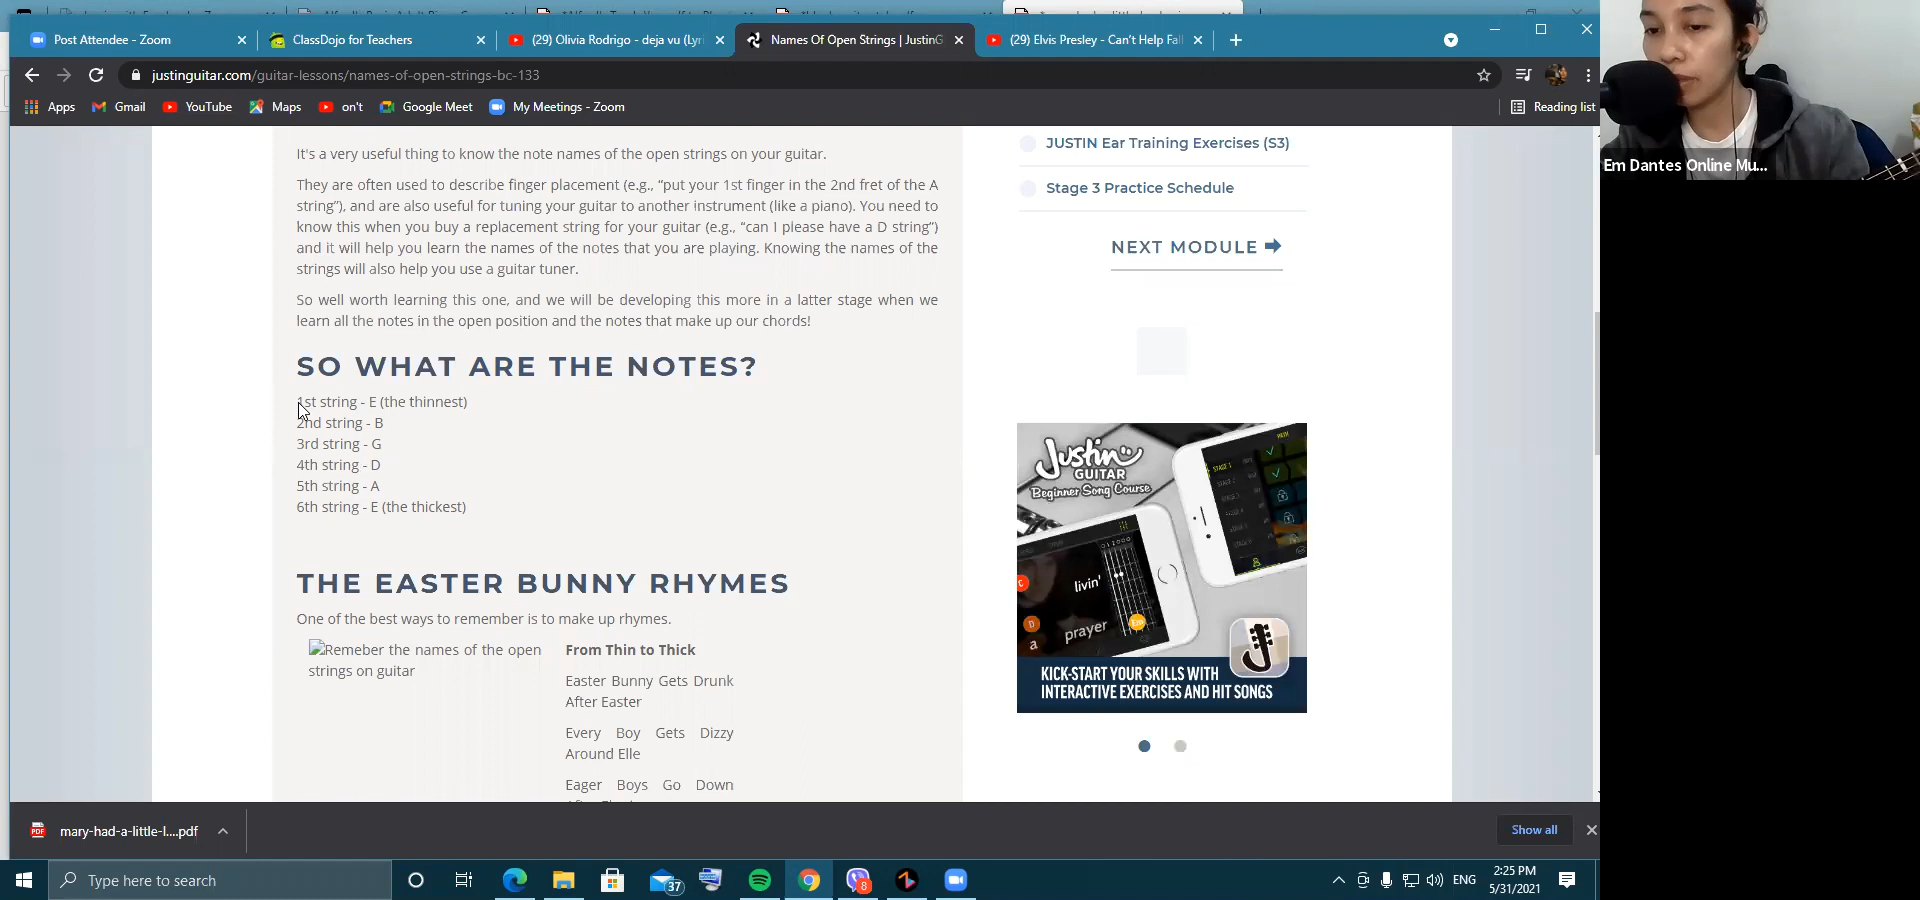 Post Attendee - Zoom
ClassDojo for Teachers
(29) Olivia Rodrigo - deja vu (Lyri
Names Of Open Strings | JustinG
(29) Elvis Presley - Can't Help Fal
justinguitar.com/guitar-lessons/names-of-open-strings-bc-133
Apps
Gmail
YouTube
Maps
on't
Google Meet
My Meetings - Zoom
Reading list
It's a very useful thing to know the note names of the open strings on your guitar.
They are often used to describe finger placement (e.g., “put your 1st finger in the 2nd fret of the A
string”), and are also useful for tuning your guitar to another instrument (like a piano). You need to
know this when you buy a replacement string for your guitar (e.g., “can I please have a D string”)
and it will help you learn the names of the notes that you are playing. Knowing the names of the
strings will also help you use a guitar tuner.
So well worth learning this one, and we will be developing this more in a latter stage when we
learn all the notes in the open position and the notes that make up our chords!
SO WHAT ARE THE NOTES?
1st string - E (the thinnest)
2nd string - B
3rd string - G
4th string - D
5th string - A
6th string - E (the thickest)
THE EASTER BUNNY RHYMES
One of the best ways to remember is to make up rhymes.
Remeber the names of the open
strings on guitar
From Thin to Thick
Easter Bunny Gets Drunk
After Easter
Every Boy Gets Dizzy
Around Elle
Eager Boys Go Down
JUSTIN Ear Training Exercises (S3)
Stage 3 Practice Schedule
NEXT MODULE
Justin
GUITAR
Beginner Song Course
livin'
prayer
D
a
Em
STAGE 1
KICK-START YOUR SKILLS WITH
INTERACTIVE EXERCISES AND HIT SONGS
Em Dantes Online Mu...
mary-had-a-little-l....pdf
Show all
Type here to search
37
8
ENG
2:25 PM
5/31/2021